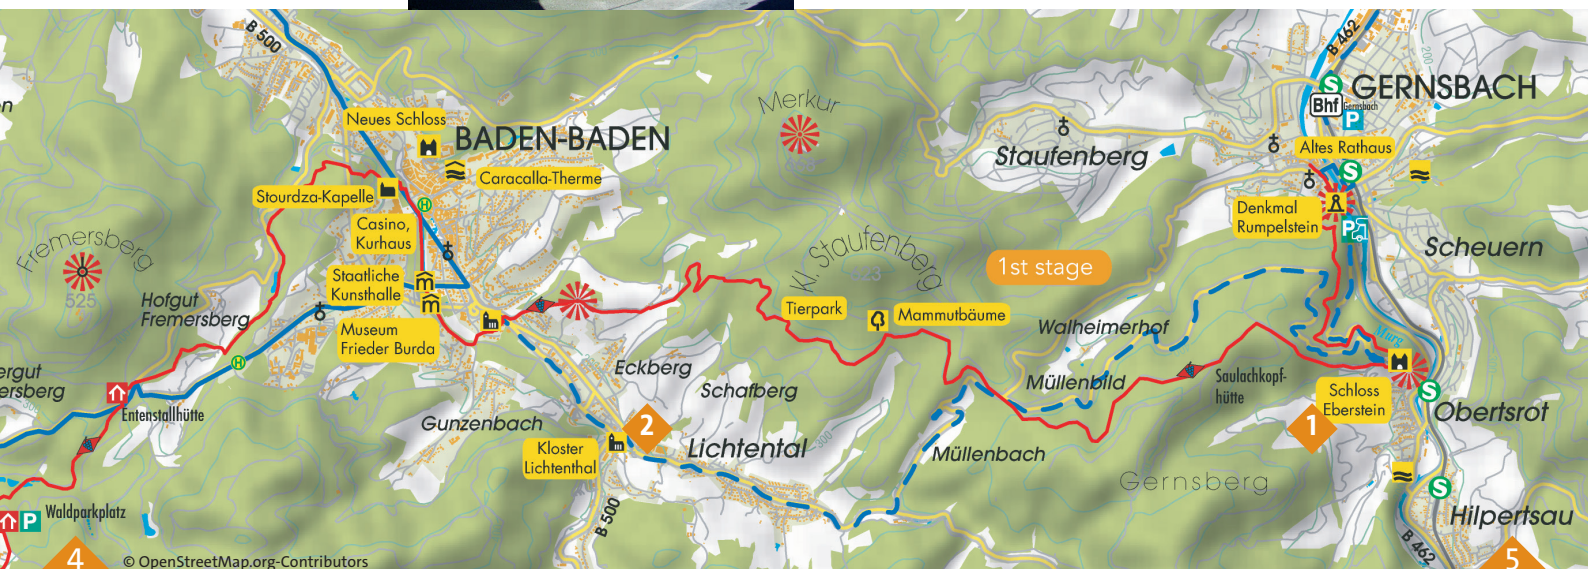 B 500
B 462
GERNSBACH
Bhf
Gernsbach
P
S
Merkur
Neues Schloss
BADEN-BADEN
Altes Rathaus
Staufenberg
S
Caracalla-Therme
Stourdza-Kapelle
H
Denkmal
Rumpelstein
Casino,
Kurhaus
P
Fremersberg
525
Kl. Staufenberg
Scheuern
1st stage
Staatliche
Kunsthalle
Hofgut
Fremersberg
Tierpark
Mammutbäume
Museum
Frieder Burda
Walheimerhof
Murg
H
Eckberg
Müllenbild
Saulachkopf-
hütte
Schafberg
Schloss
Eberstein
S
ergut
ersberg
Entenstallhütte
Gunzenbach
2
1
Obertsrot
Kloster
Lichtenthal
Lichtental
300
Müllenbach
Gernsberg
S
Waldparkplatz
P
B 500
Hilpertsau
B 462
4
5
© OpenStreetMap.org-Contributors
200